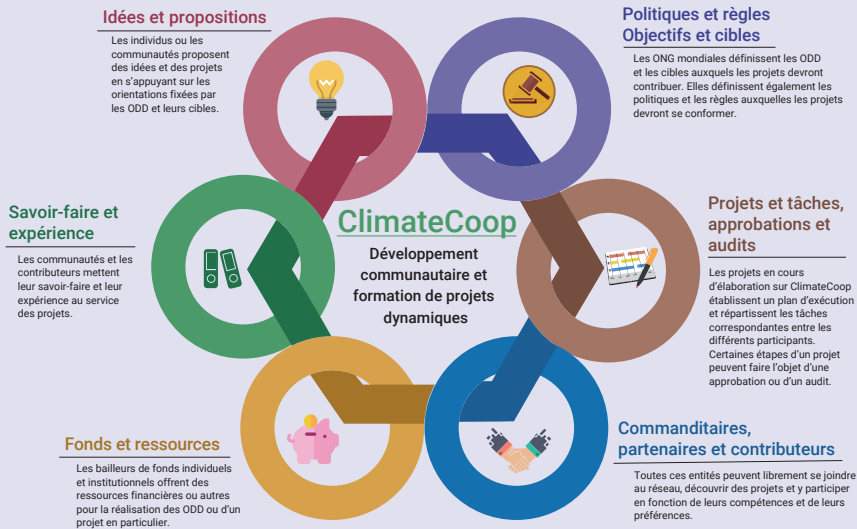 Idées et propositions
Les individus ou les
communautés proposent
des idées et des projets
en s'appuyant sur les
orientations fixées par
les ODD et leurs cibles.
Politiques et règles
Objectifs et cibles
Les ONG mondiales définissent les ODD
et les cibles auxquels les projets devront
contribuer. Elles définissent également les
politiques et les règles auxquelles les projets
devront se conformer.
Savoir-faire et
expérience
Les communautés et les
contributeurs mettent
leur savoir-faire et leur
expérience au service
des projets.
ClimateCoop
Développement
communautaire et
formation de projets
dynamiques
Projets et tâches,
approbations et
audits
Les projets en cours
d'élaboration sur ClimateCoop
établissent un plan d'exécution
et répartissent les tâches
correspondantes entre les
différents participants.
Certaines étapes d'un projet
peuvent faire l'objet d'une
approbation ou d'un audit.
Fonds et ressources
Les bailleurs de fonds individuels
et institutionnels offrent des
ressources financières ou autres
pour la réalisation des ODD ou d'un
projet en particulier.
Commanditaires,
partenaires et contributeurs
Toutes ces entités peuvent librement se joindre
au réseau, découvrir des projets et y participer
en fonction de leurs compétences et de leurs
préférences.